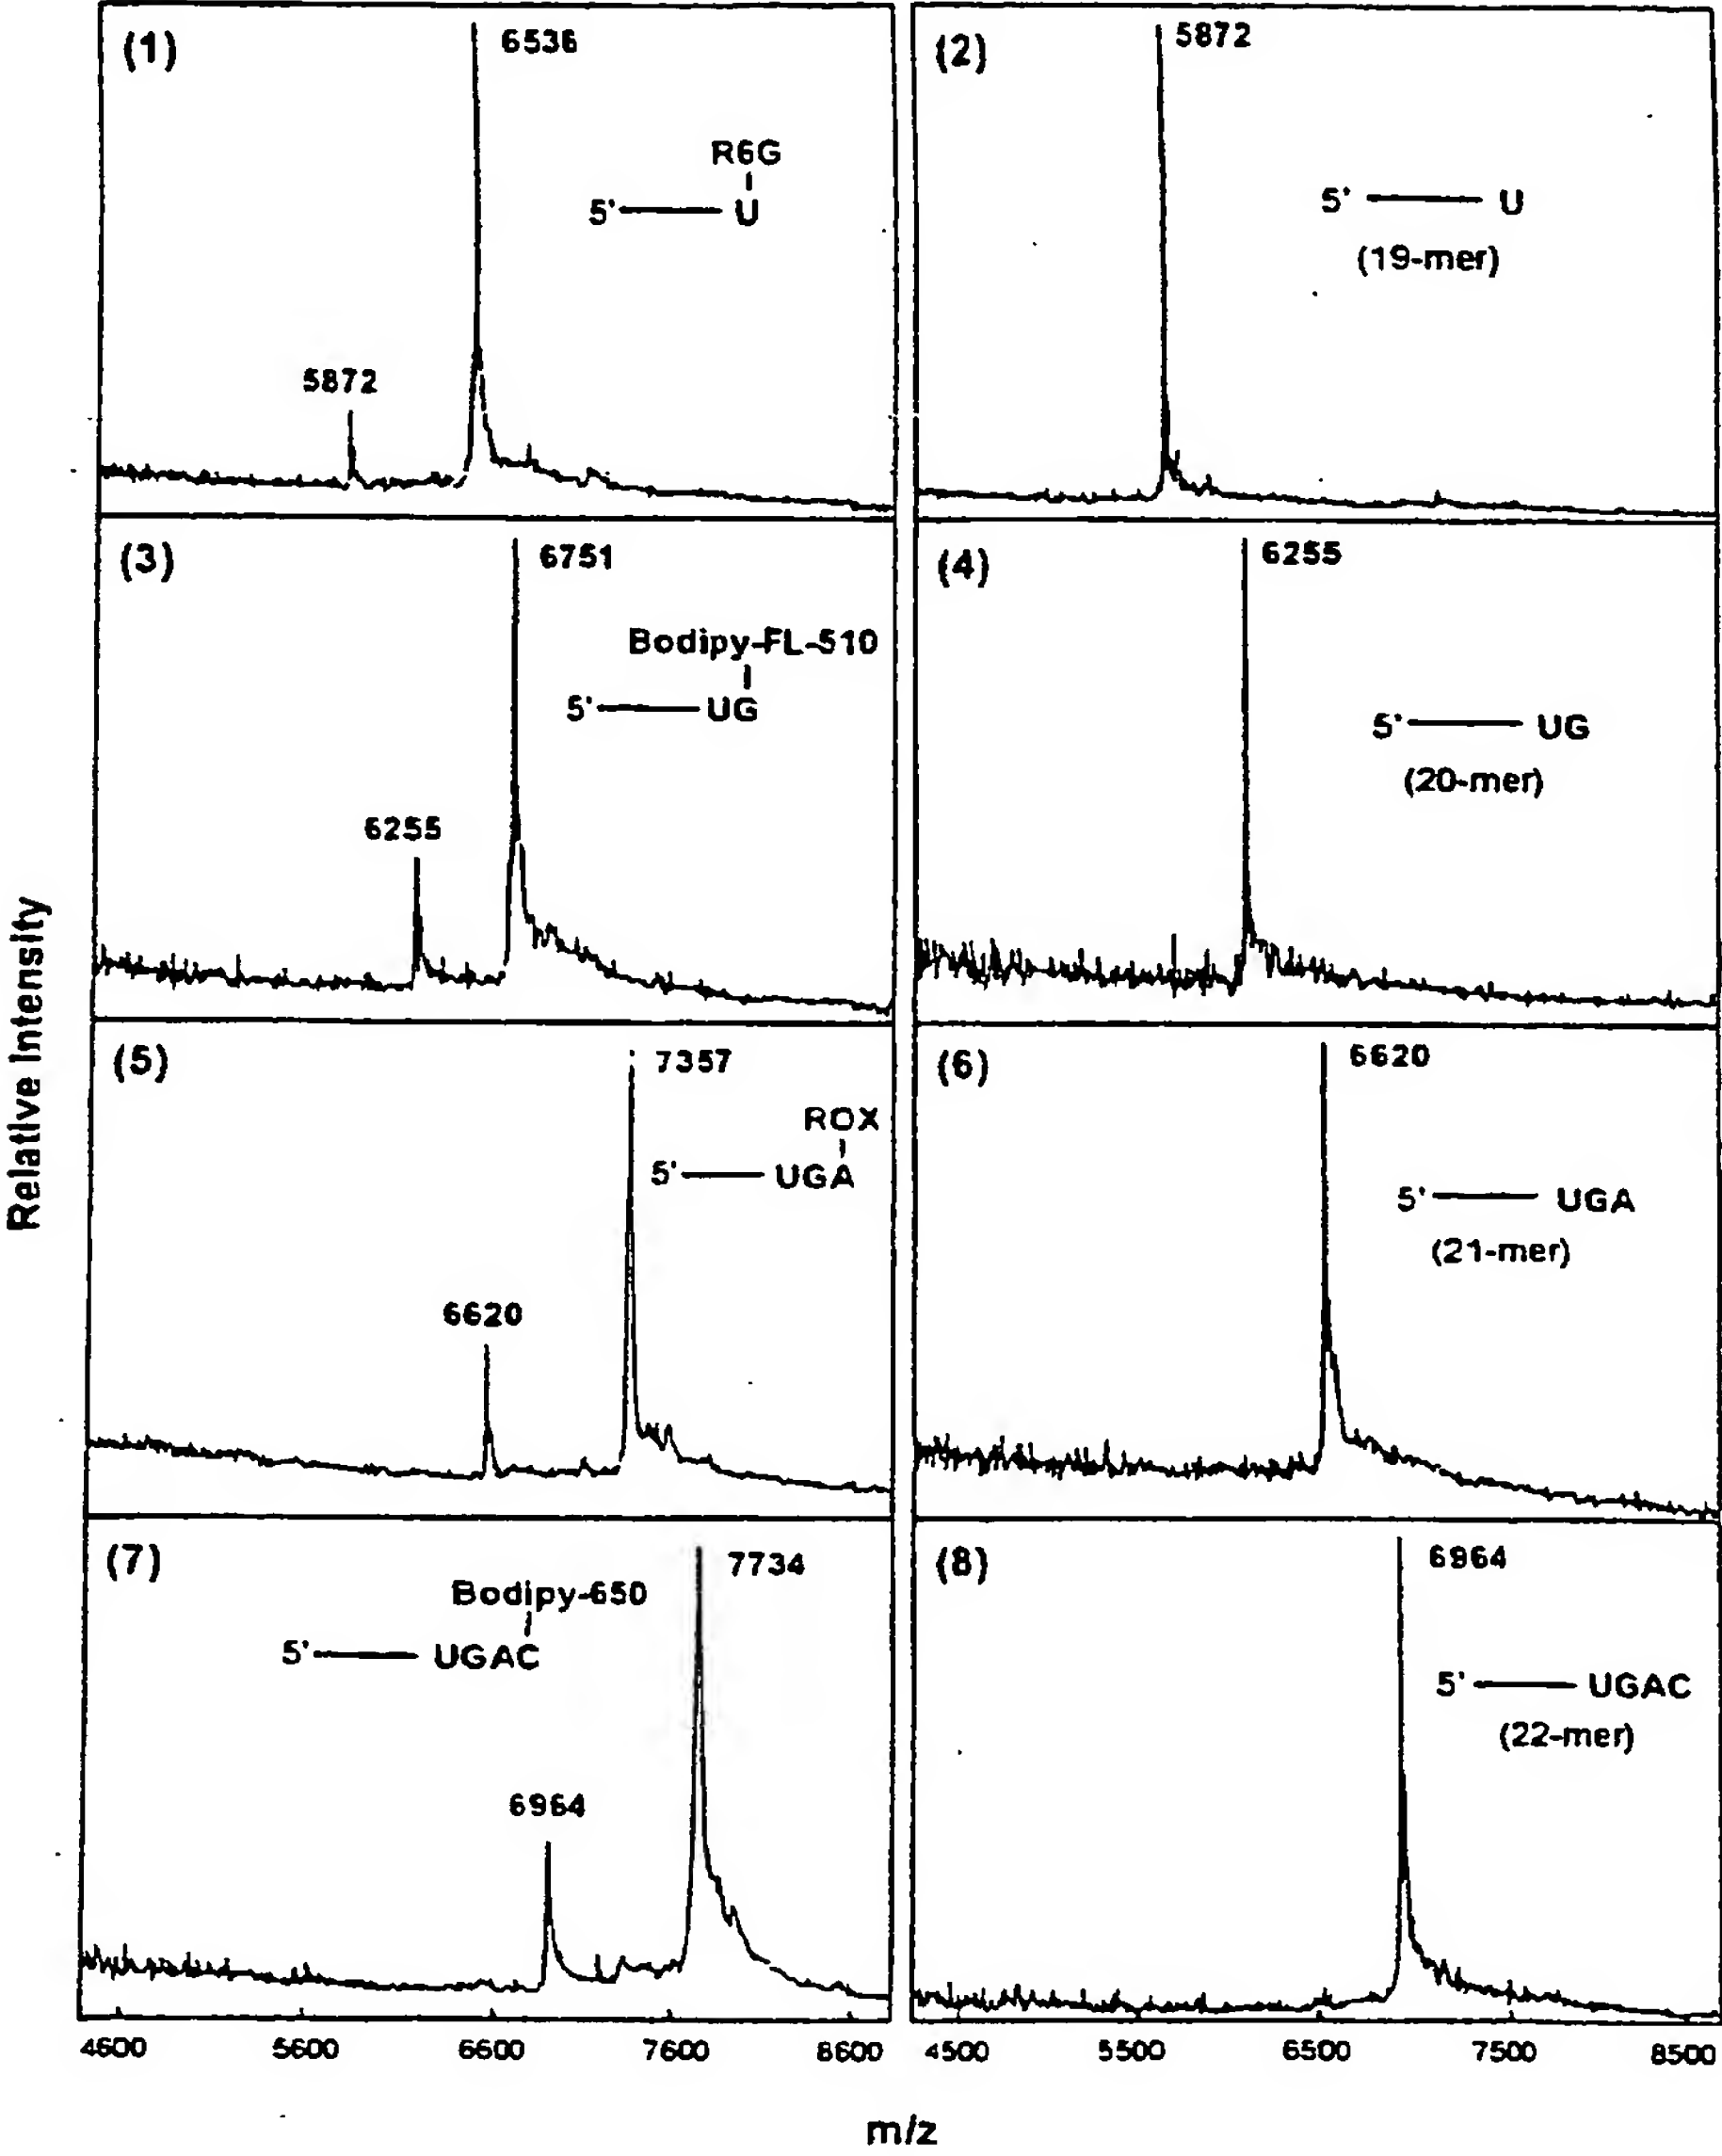 (1)
6536
R6G
5' U
5872
(2)
5872
5' U
(19-mer)
(3)
6751
Bodipy-FL-510
5' UG
6255
(4)
6255
5' UG
(20-mer)
(5)
7357
ROX
5' UGA
6620
(6)
6620
5' UGA
(21-mer)
(7)
7734
Bodipy-650
5' UGAC
6964
(8)
6964
5' UGAC
(22-mer)
Relative Intensity
4600 5600 6600 7600 8600
4500 5500 6500 7500 8500
m/z